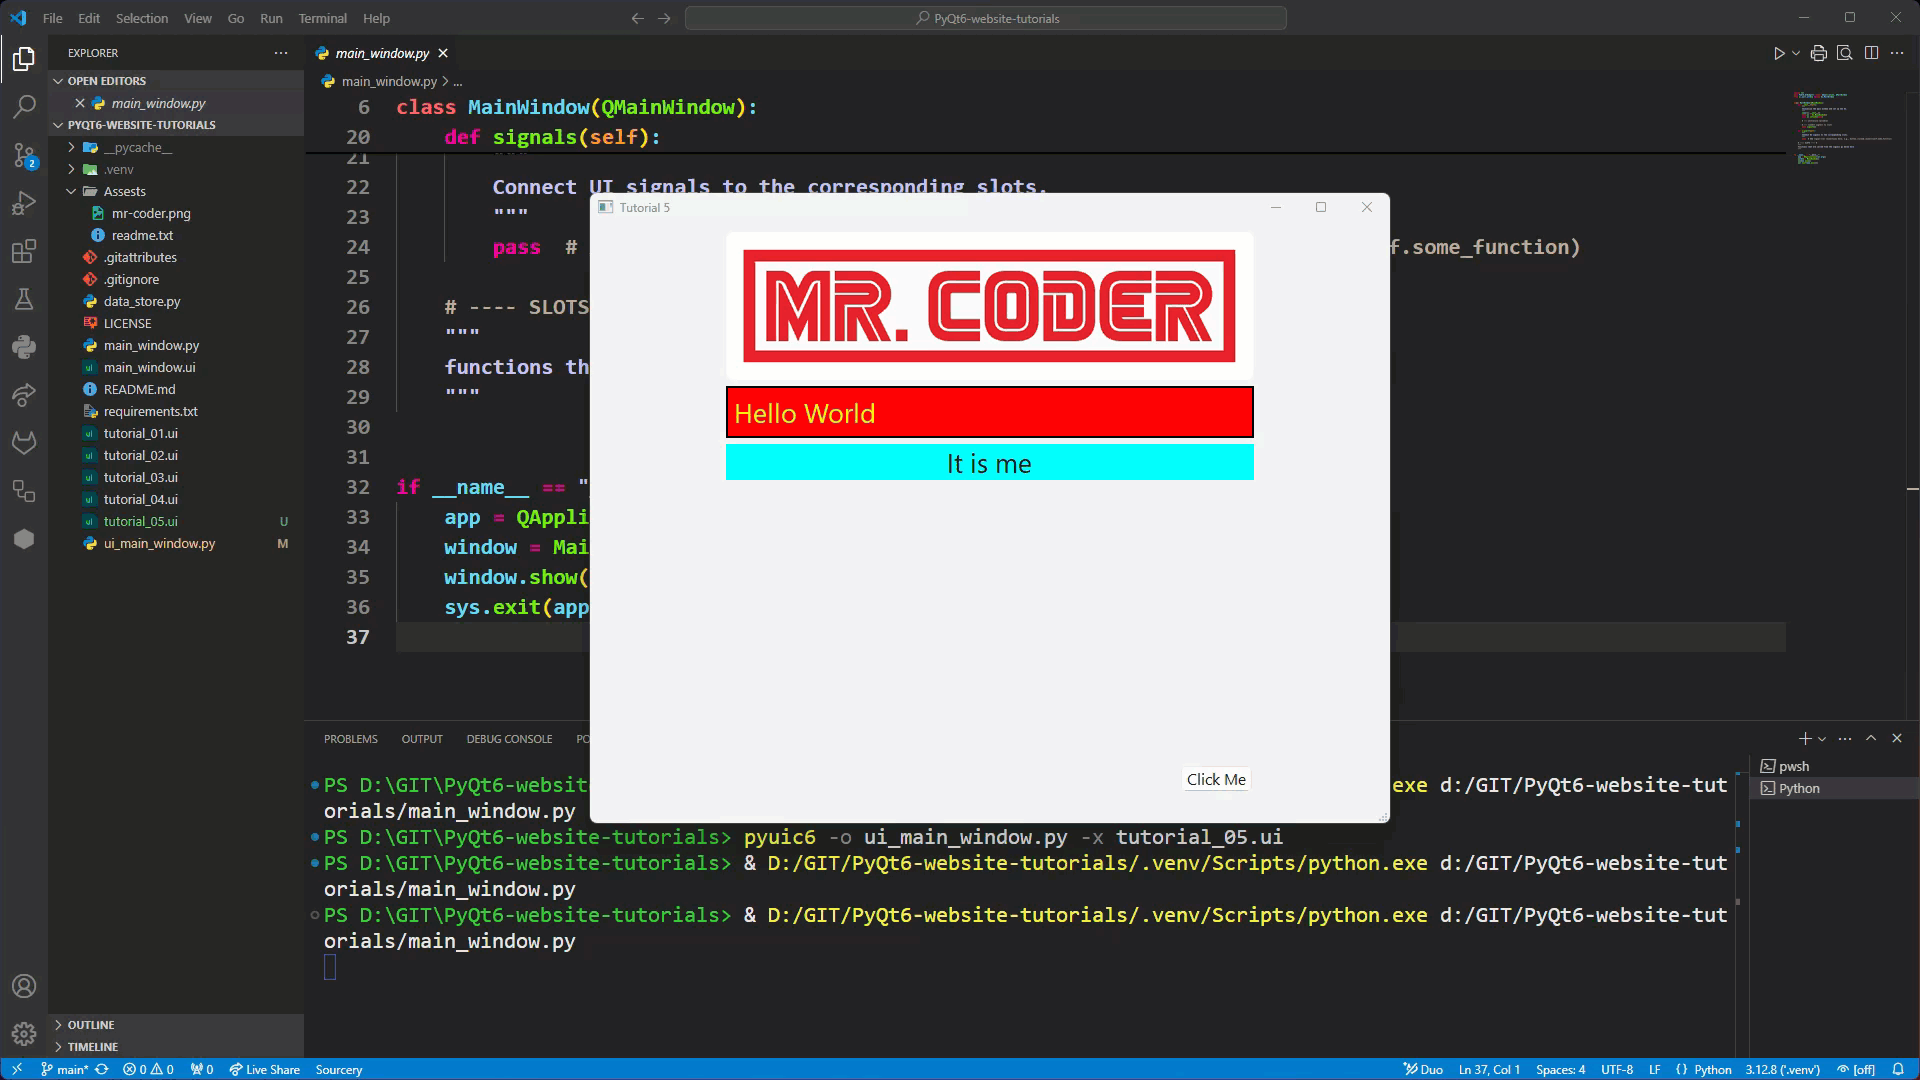 File Edit Selection View Go Run Terminal Help
PyQt6-website-tutorials
EXPLORER
OPEN EDITORS
main_window.py
PYQT6-WEBSITE-TUTORIALS
__pycache__
.venv
Assests
mr-coder.png
readme.txt
.gitattributes
.gitignore
data_store.py
LICENSE
main_window.py
main_window.ui
README.md
requirements.txt
tutorial_01.ui
tutorial_02.ui
tutorial_03.ui
tutorial_04.ui
tutorial_05.ui U
ui_main_window.py M
OUTLINE
TIMELINE
2
main_window.py
main_window.py > ...
6 class MainWindow(QMainWindow):
20 def signals(self):
21 """
22 Connect UI signals to the corresponding slots.
23 """
24 pass # f.some_function)
25
26 # ---- SLOTS
27 """
28 functions th
29 """
30
31
32 if __name__ == "
33 app = QAppli
34 window = Mai
35 window.show(
36 sys.exit(app
37
Tutorial 5
MR. CODER
Hello World
It is me
Click Me
PROBLEMS OUTPUT DEBUG CONSOLE PO
PS D:\GIT\PyQt6-websit exe d:/GIT/PyQt6-website-tut
orials/main_window.py
PS D:\GIT\PyQt6-website-tutorials> pyuic6 -o ui_main_window.py -x tutorial_05.ui
PS D:\GIT\PyQt6-website-tutorials> & D:/GIT/PyQt6-website-tutorials/.venv/Scripts/python.exe d:/GIT/PyQt6-website-tut
orials/main_window.py
PS D:\GIT\PyQt6-website-tutorials> & D:/GIT/PyQt6-website-tutorials/.venv/Scripts/python.exe d:/GIT/PyQt6-website-tut
orials/main_window.py
pwsh
Python
main* 0 0 0 Live Share Sourcery
Duo Ln 37, Col 1 Spaces: 4 UTF-8 LF { } Python 3.12.8 ('.venv') [off]